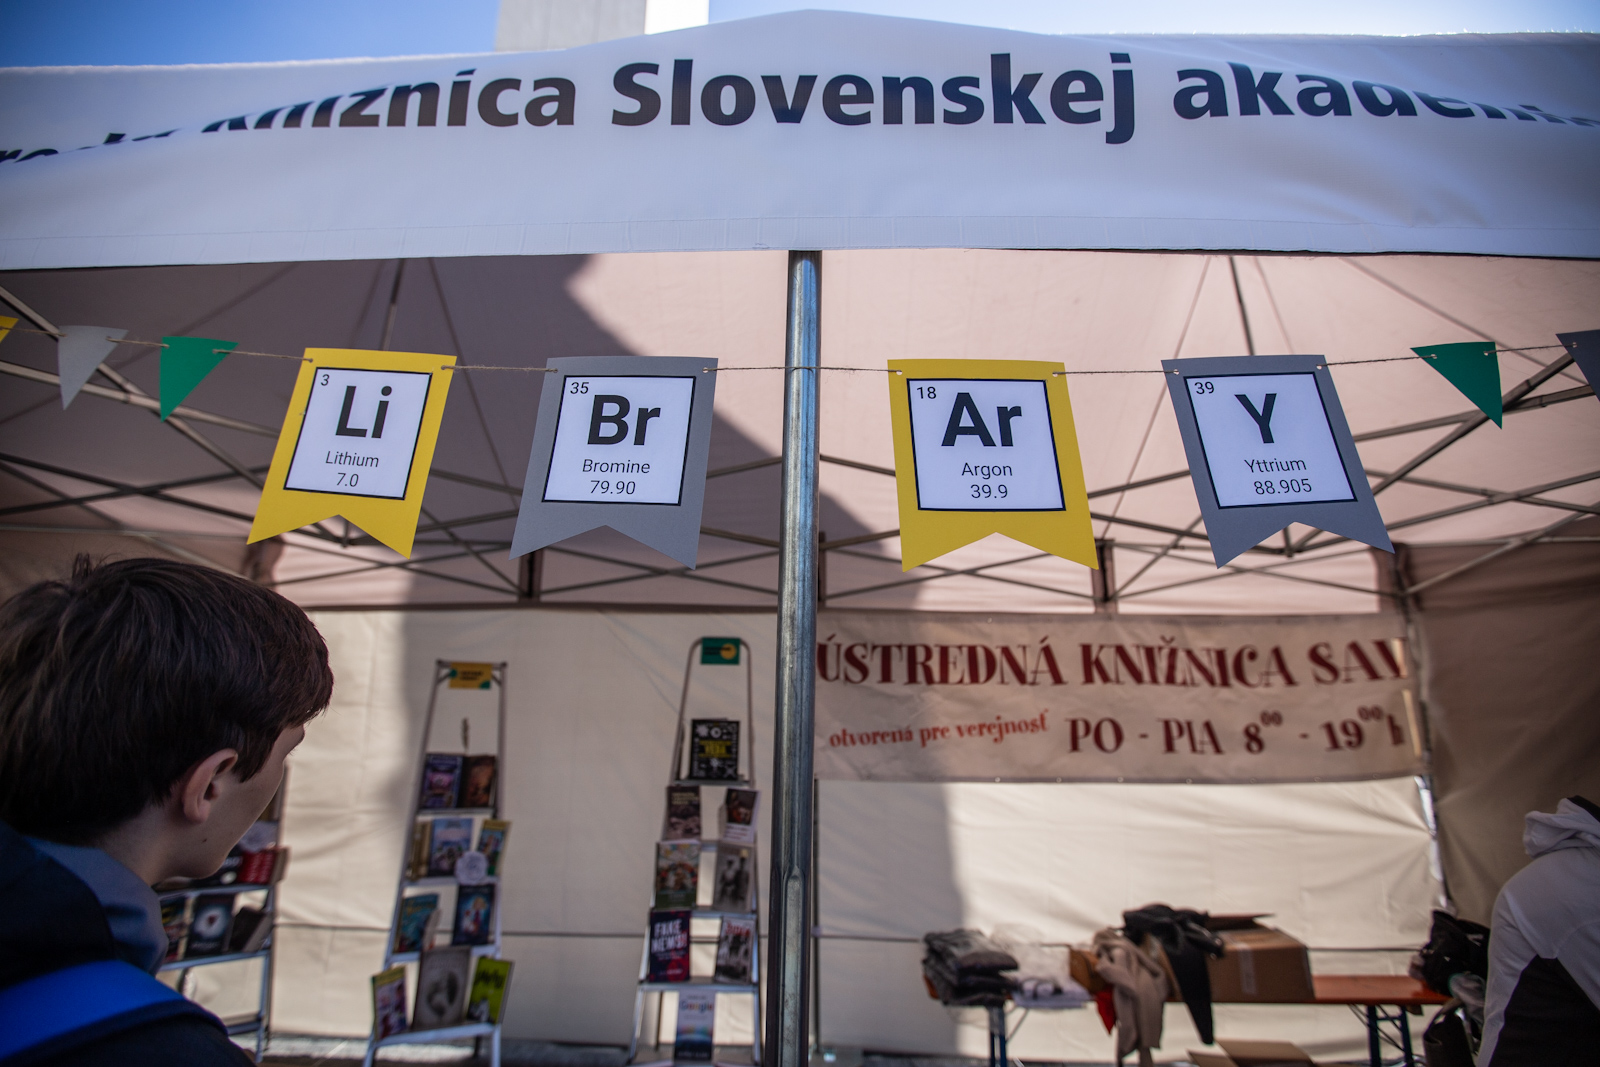 knižnica Slovenskej akadémie
3
Li
Lithium
7.0
35
Br
Bromine
79.90
18
Ar
Argon
39.9
39
Y
Yttrium
88.905
ÚSTREDNÁ KNIŽNICA SAV
otvorená pre verejnosť PO - PIA 8⁰⁰ - 19⁰⁰ h
FAKE
NEWS
Google